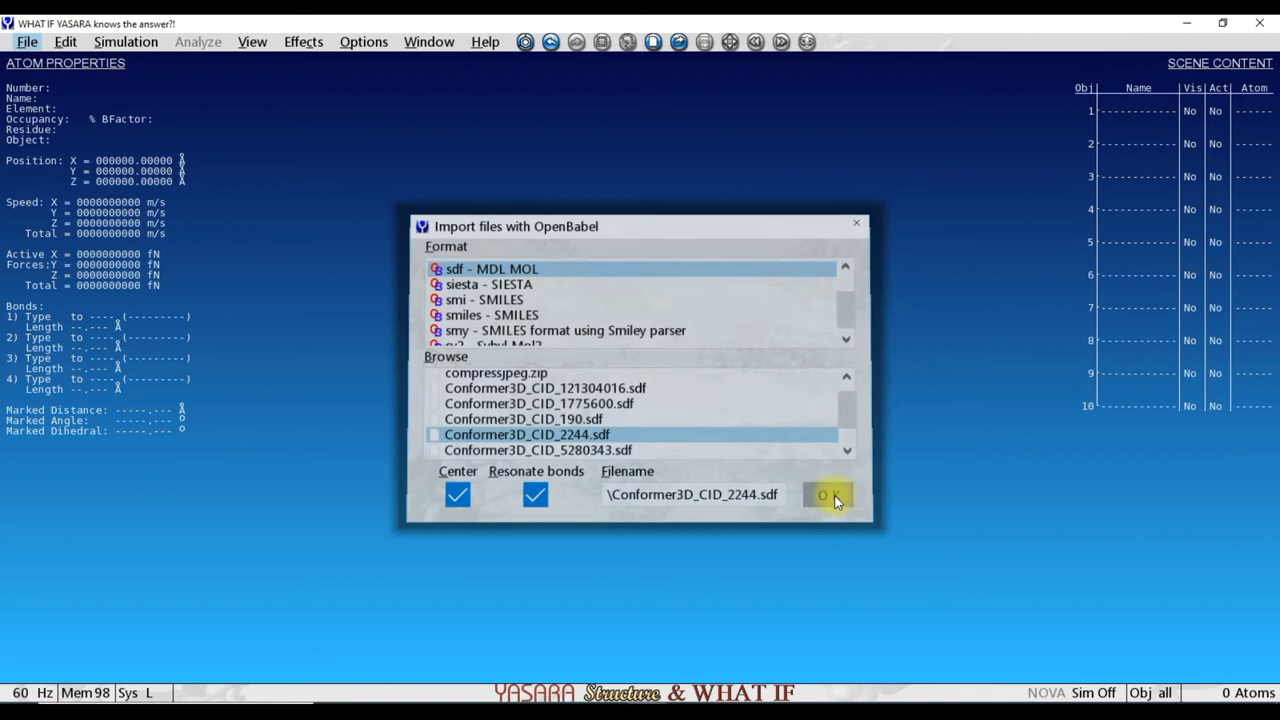 WHAT IF YASARA knows the answer?!
File Edit Simulation Analyze View Effects Options Window Help
ATOM PROPERTIES
SCENE CONTENT
Number:
Name:
Element:
Occupancy: % BFactor:
Residue:
Object:
Position: X = 000000.00000 Å
Y = 000000.00000 Å
Z = 000000.00000 Å
Speed: X = 0000000000 m/s
Y = 0000000000 m/s
Z = 0000000000 m/s
Total = 0000000000 m/s
Active X = 0000000000 fN
Forces:Y = 0000000000 fN
Z = 0000000000 fN
Total = 0000000000 fN
Bonds:
1) Type to ----.(---------)
Length --.--- Å
2) Type to ----.(---------)
Length --.--- Å
3) Type to ----.(---------)
Length --.--- Å
4) Type to ----.(---------)
Length --.--- Å
Marked Distance: -----.--- Å
Marked Angle: -----.--- o
Marked Dihedral: -----.--- o
Obj Name Vis Act Atom
1 ------------ No No -----
2 ------------ No No -----
3 ------------ No No -----
4 ------------ No No -----
5 ------------ No No -----
6 ------------ No No -----
7 ------------ No No -----
8 ------------ No No -----
9 ------------ No No -----
10 ------------ No No -----
Import files with OpenBabel
Format
sdf - MDL MOL
siesta - SIESTA
smi - SMILES
smiles - SMILES
smy - SMILES format using Smiley parser
Browse
compressjpeg.zip
Conformer3D_CID_121304016.sdf
Conformer3D_CID_1775600.sdf
Conformer3D_CID_190.sdf
Conformer3D_CID_2244.sdf
Conformer3D_CID_5280343.sdf
Center Resonate bonds Filename
\Conformer3D_CID_2244.sdf
60 Hz Mem98 Sys L
YASARA Structure & WHAT IF
NOVA Sim Off Obj all 0 Atoms